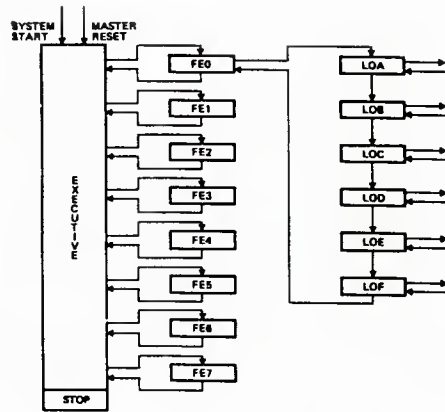 SYSTEM MASTER
START RESET
FE0
LOA
FE1
LOB
FE2
LOC
EXECUTIVE
FE3
LOD
FE4
LOE
FE5
LOF
FE6
FE7
STOP